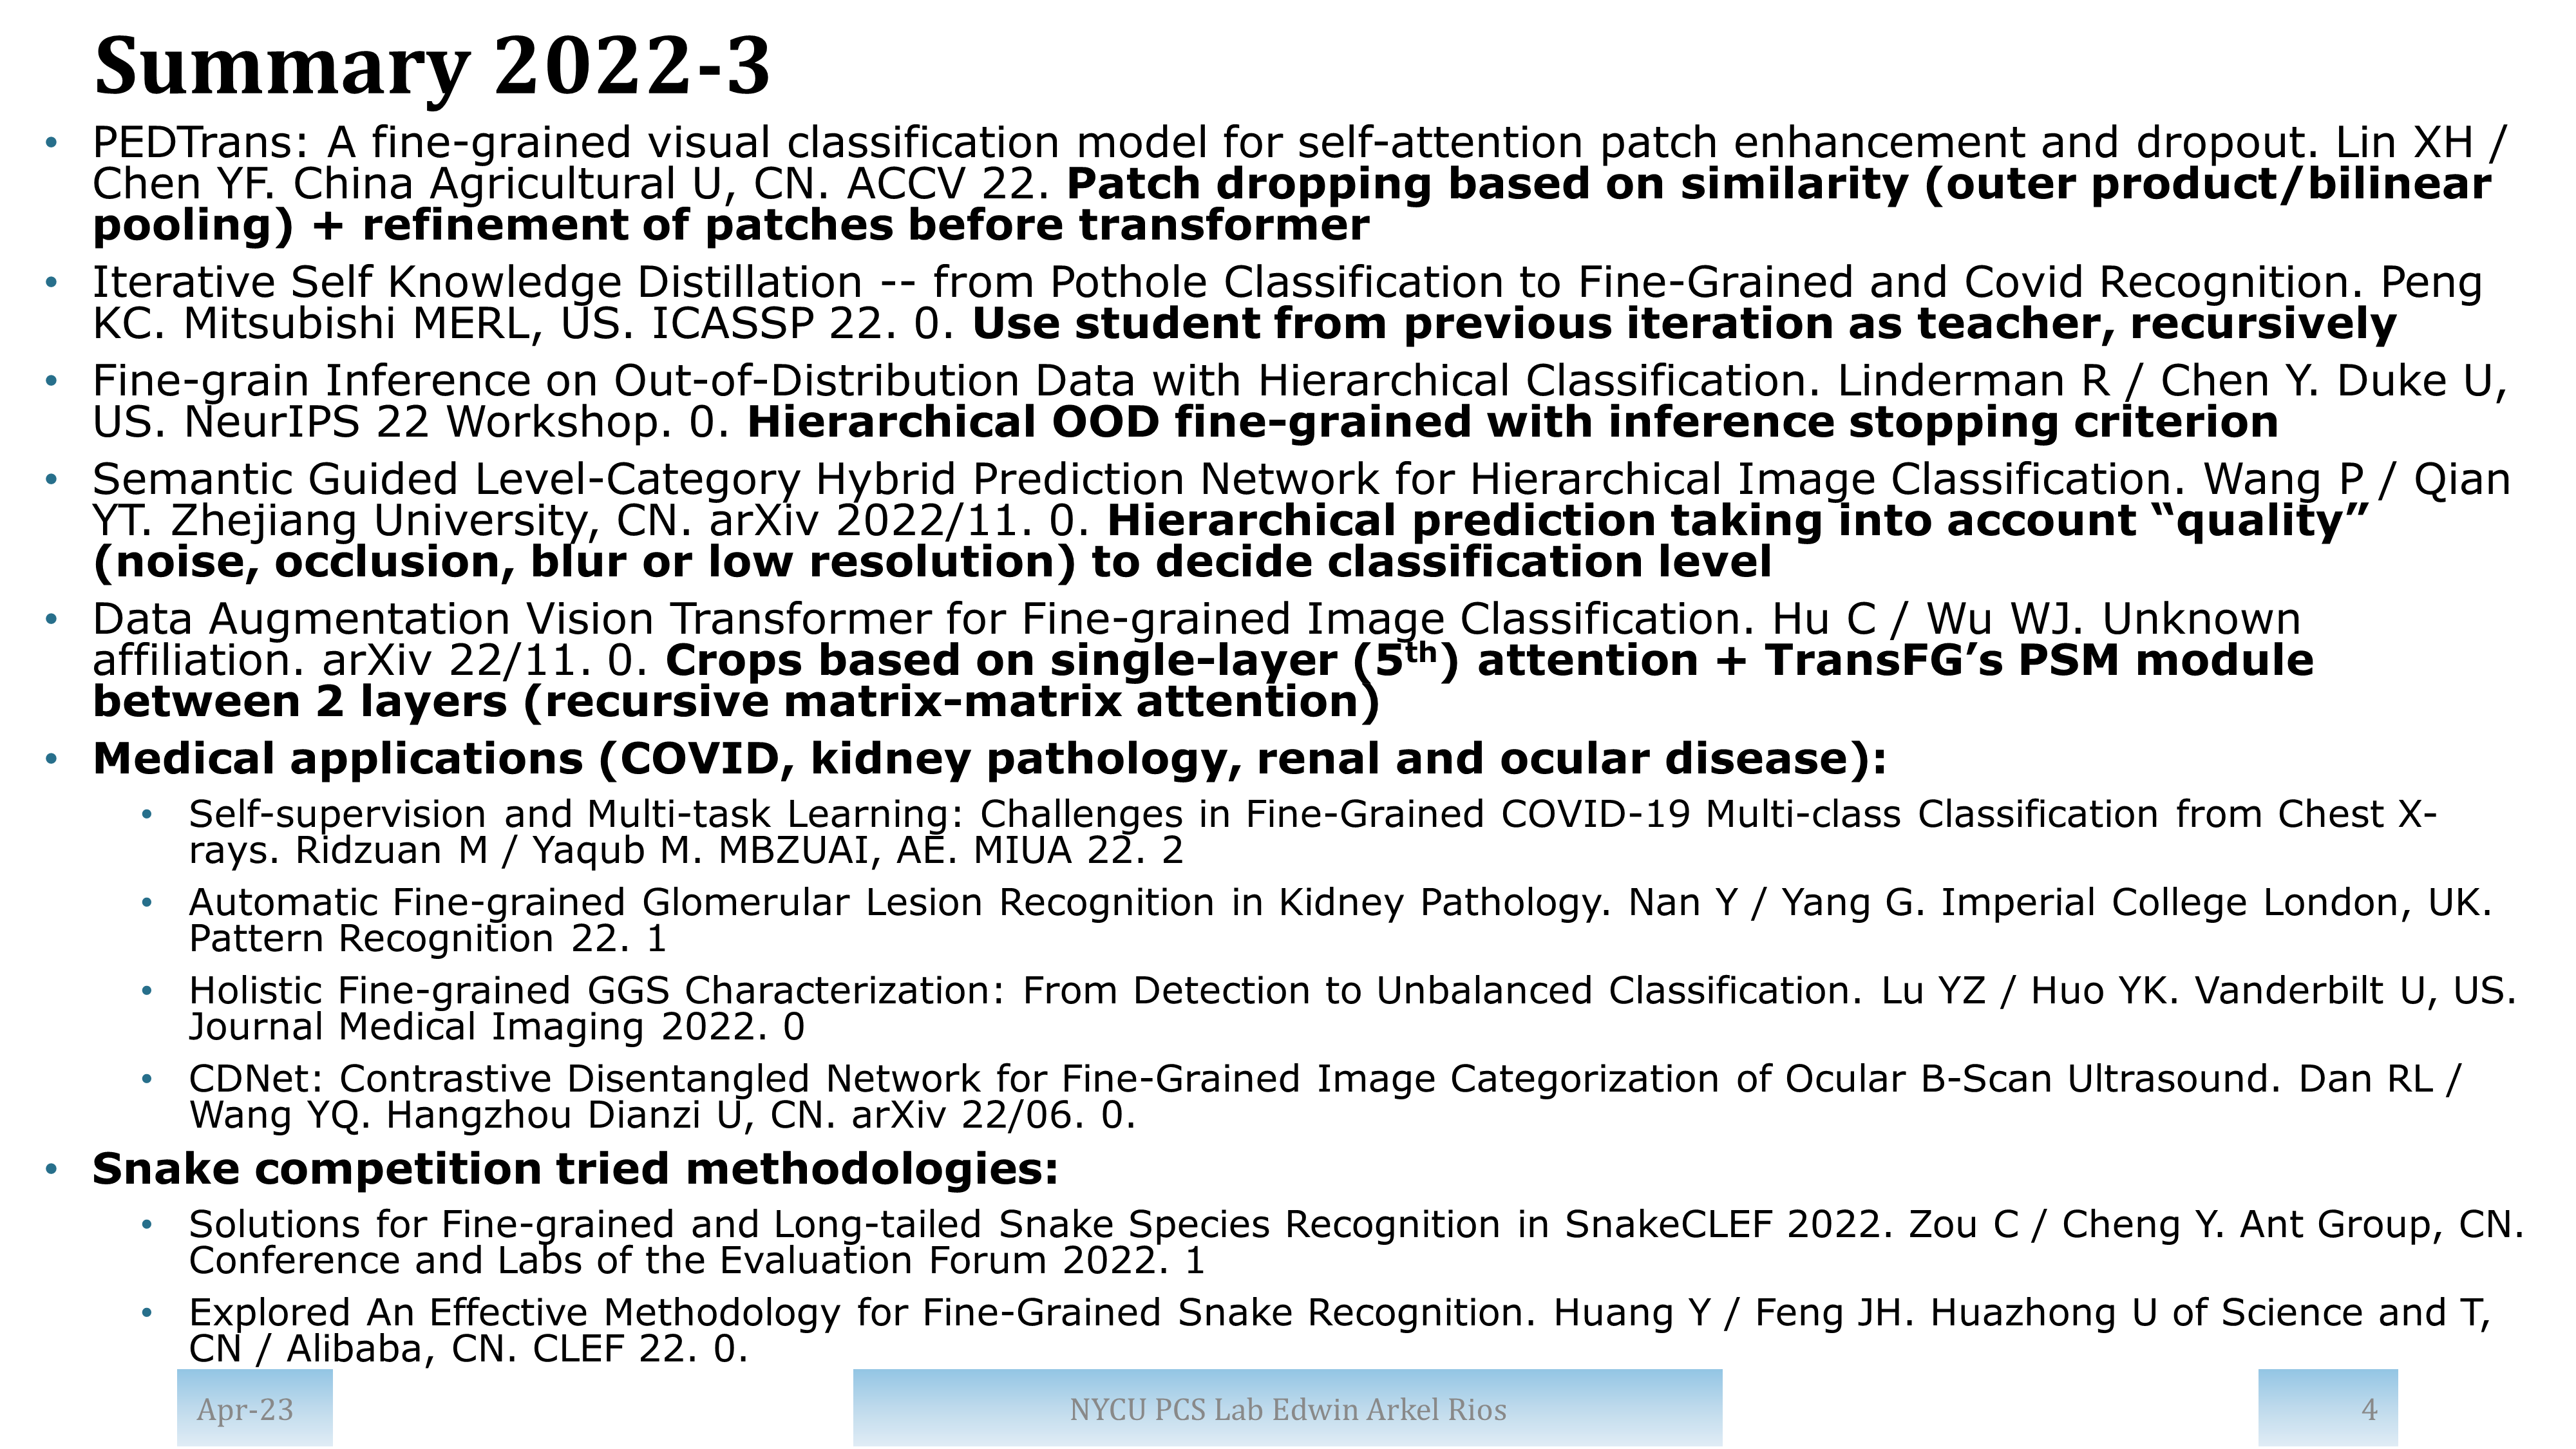 Summary 2022-3
• PEDTrans: A fine-grained visual classification model for self-attention patch enhancement and dropout. Lin XH /
Chen YF. China Agricultural U, CN. ACCV 22. Patch dropping based on similarity (outer product/bilinear
pooling) + refinement of patches before transformer
• Iterative Self Knowledge Distillation -- from Pothole Classification to Fine-Grained and Covid Recognition. Peng
KC. Mitsubishi MERL, US. ICASSP 22. 0. Use student from previous iteration as teacher, recursively
• Fine-grain Inference on Out-of-Distribution Data with Hierarchical Classification. Linderman R / Chen Y. Duke U,
US. NeurIPS 22 Workshop. 0. Hierarchical OOD fine-grained with inference stopping criterion
• Semantic Guided Level-Category Hybrid Prediction Network for Hierarchical Image Classification. Wang P / Qian
YT. Zhejiang University, CN. arXiv 2022/11. 0. Hierarchical prediction taking into account “quality”
(noise, occlusion, blur or low resolution) to decide classification level
• Data Augmentation Vision Transformer for Fine-grained Image Classification. Hu C / Wu WJ. Unknown
affiliation. arXiv 22/11. 0. Crops based on single-layer (5th) attention + TransFG’s PSM module
between 2 layers (recursive matrix-matrix attention)
• Medical applications (COVID, kidney pathology, renal and ocular disease):
• Self-supervision and Multi-task Learning: Challenges in Fine-Grained COVID-19 Multi-class Classification from Chest X-
rays. Ridzuan M / Yaqub M. MBZUAI, AE. MIUA 22. 2
• Automatic Fine-grained Glomerular Lesion Recognition in Kidney Pathology. Nan Y / Yang G. Imperial College London, UK.
Pattern Recognition 22. 1
• Holistic Fine-grained GGS Characterization: From Detection to Unbalanced Classification. Lu YZ / Huo YK. Vanderbilt U, US.
Journal Medical Imaging 2022. 0
• CDNet: Contrastive Disentangled Network for Fine-Grained Image Categorization of Ocular B-Scan Ultrasound. Dan RL /
Wang YQ. Hangzhou Dianzi U, CN. arXiv 22/06. 0.
• Snake competition tried methodologies:
• Solutions for Fine-grained and Long-tailed Snake Species Recognition in SnakeCLEF 2022. Zou C / Cheng Y. Ant Group, CN.
Conference and Labs of the Evaluation Forum 2022. 1
• Explored An Effective Methodology for Fine-Grained Snake Recognition. Huang Y / Feng JH. Huazhong U of Science and T,
CN / Alibaba, CN. CLEF 22. 0.
Apr-23
NYCU PCS Lab Edwin Arkel Rios
4